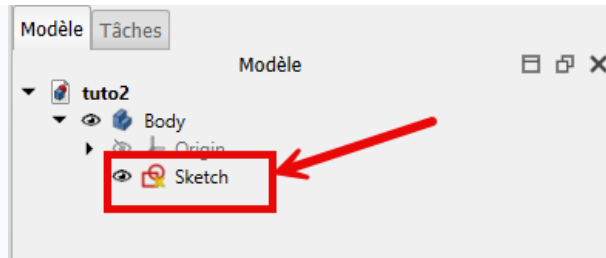 Modèle Tâches
Modèle
tuto2
Body
Origin
Sketch